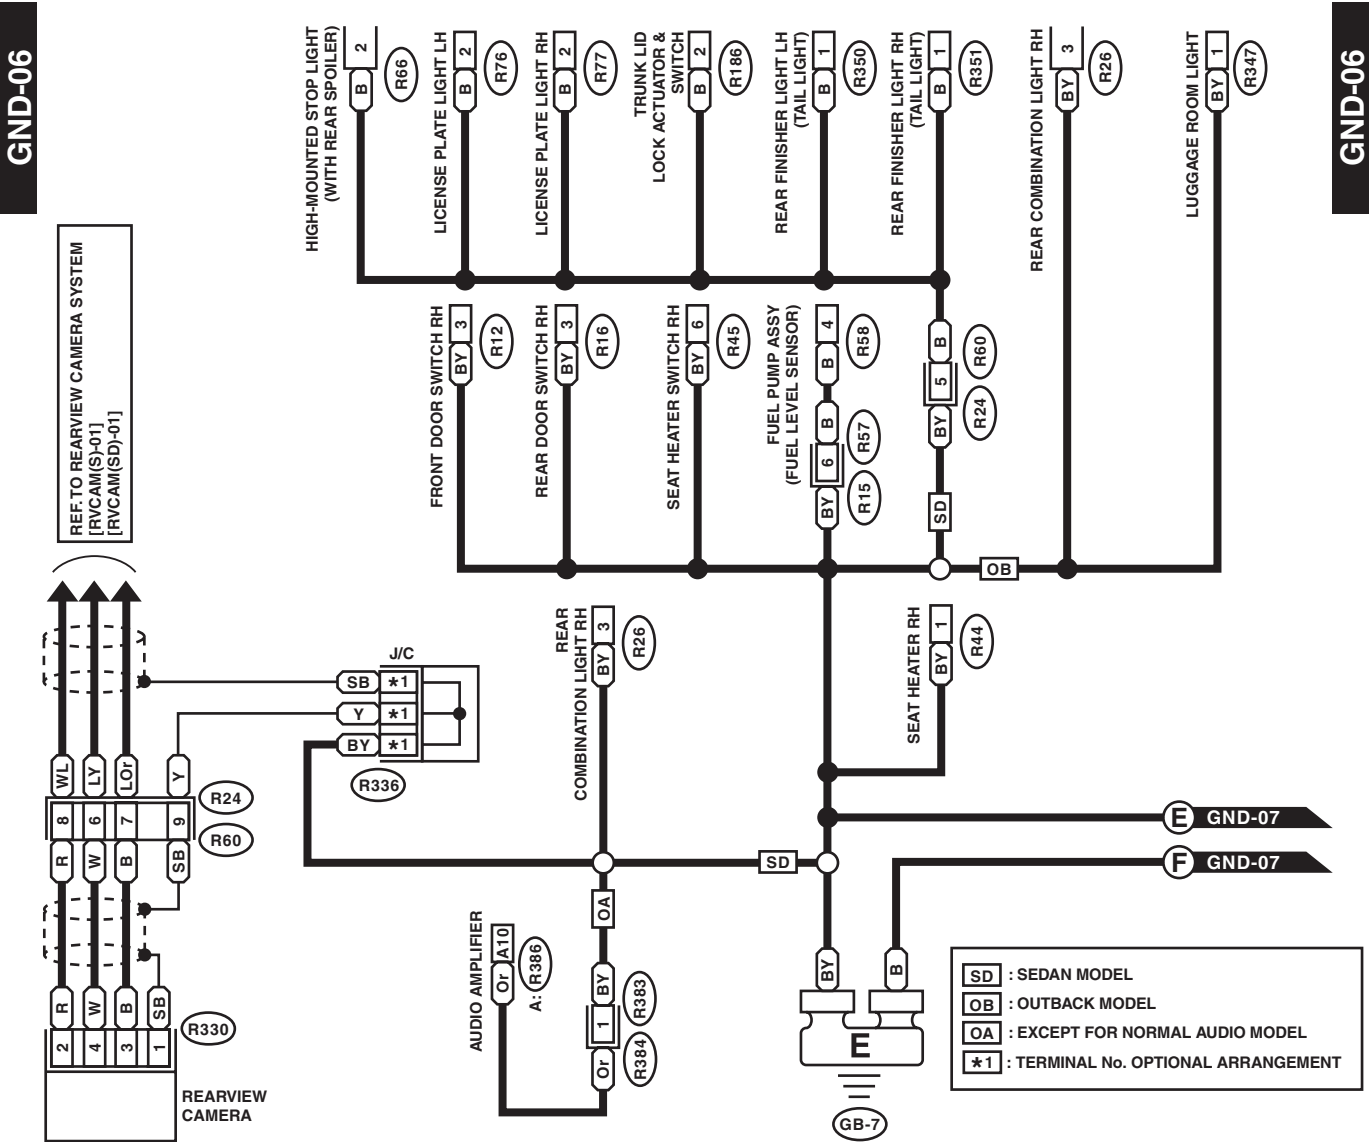 GND-06
GND-06
HIGH-MOUNTED STOP LIGHT
(WITH REAR SPOILER)
2
B
R66
LICENSE PLATE LIGHT LH
2
B
R76
LICENSE PLATE LIGHT RH
2
B
R77
TRUNK LID
LOCK ACTUATOR &
SWITCH
2
B
R186
REAR FINISHER LIGHT LH
(TAIL LIGHT)
1
B
R350
REAR FINISHER LIGHT RH
(TAIL LIGHT)
1
B
R351
REAR COMBINATION LIGHT RH
3
BY
R26
LUGGAGE ROOM LIGHT
1
BY
R347
REF. TO REARVIEW CAMERA SYSTEM
[RVCAM(S)-01]
[RVCAM(SD)-01]
FRONT DOOR SWITCH RH
3
BY
R12
REAR DOOR SWITCH RH
3
BY
R16
SEAT HEATER SWITCH RH
6
BY
R45
FUEL PUMP ASSY
(FUEL LEVEL SENSOR)
4
B
R58
B
R57
6
R15
BY
B
R60
5
R24
BY
SD
OB
REAR
COMBINATION LIGHT RH
3
BY
R26
SEAT HEATER RH
1
BY
R44
J/C
SB *1
Y *1
BY *1
R336
WL
LY
LOr
Y
R24
8
6
7
9
R60
R
W
B
SB
R
W
B
SB
R330
2
4
3
1
REARVIEW
CAMERA
SD
E GND-07
F GND-07
OA
AUDIO AMPLIFIER
A10
Or
A: R386
BY
R383
1
R384
Or
BY
B
E
GB-7
SD : SEDAN MODEL
OB : OUTBACK MODEL
OA : EXCEPT FOR NORMAL AUDIO MODEL
*1 : TERMINAL No. OPTIONAL ARRANGEMENT